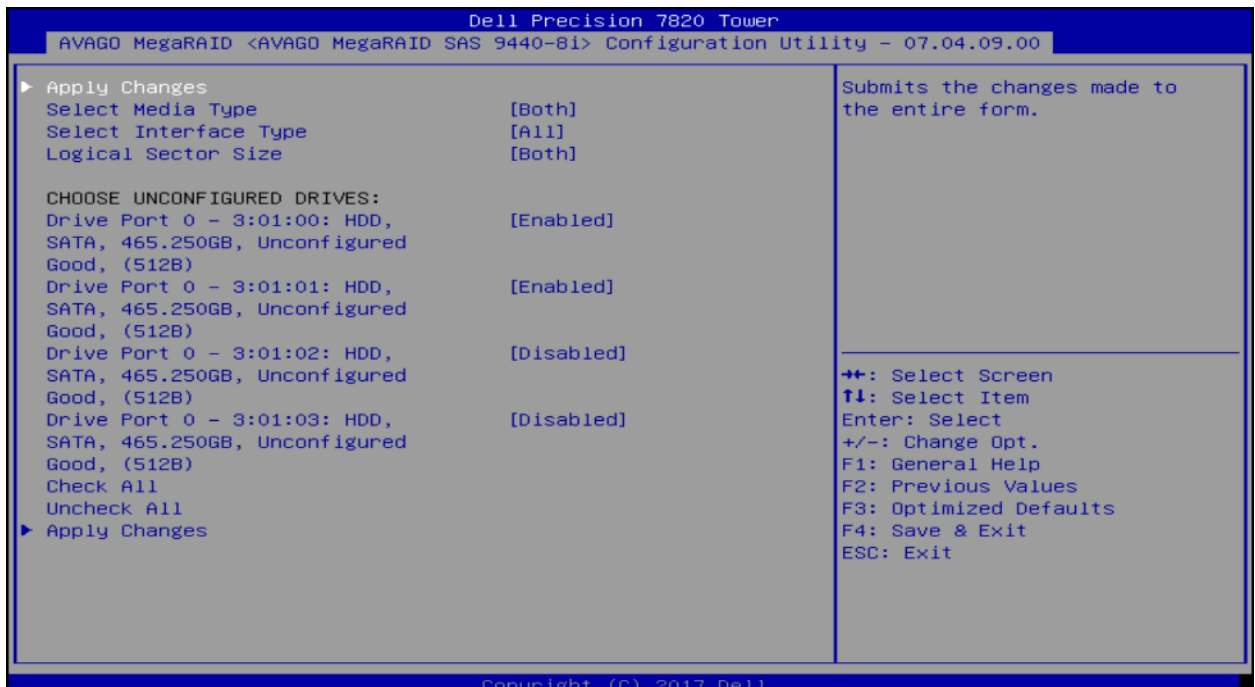 Dell Precision 7820 Tower
AVAGO MegaRAID <AVAGO MegaRAID SAS 9440-8i> Configuration Utility – 07.04.09.00
▶ Apply Changes
Select Media Type [Both]
Select Interface Type [All]
Logical Sector Size [Both]
CHOOSE UNCONFIGURED DRIVES:
Drive Port 0 – 3:01:00: HDD, [Enabled]
SATA, 465.250GB, Unconfigured
Good, (512B)
Drive Port 0 – 3:01:01: HDD, [Enabled]
SATA, 465.250GB, Unconfigured
Good, (512B)
Drive Port 0 – 3:01:02: HDD, [Disabled]
SATA, 465.250GB, Unconfigured
Good, (512B)
Drive Port 0 – 3:01:03: HDD, [Disabled]
SATA, 465.250GB, Unconfigured
Good, (512B)
Check All
Uncheck All
▶ Apply Changes
Submits the changes made to
the entire form.
→←: Select Screen
↑↓: Select Item
Enter: Select
+/-: Change Opt.
F1: General Help
F2: Previous Values
F3: Optimized Defaults
F4: Save & Exit
ESC: Exit
Copyright (C) 2017 Dell